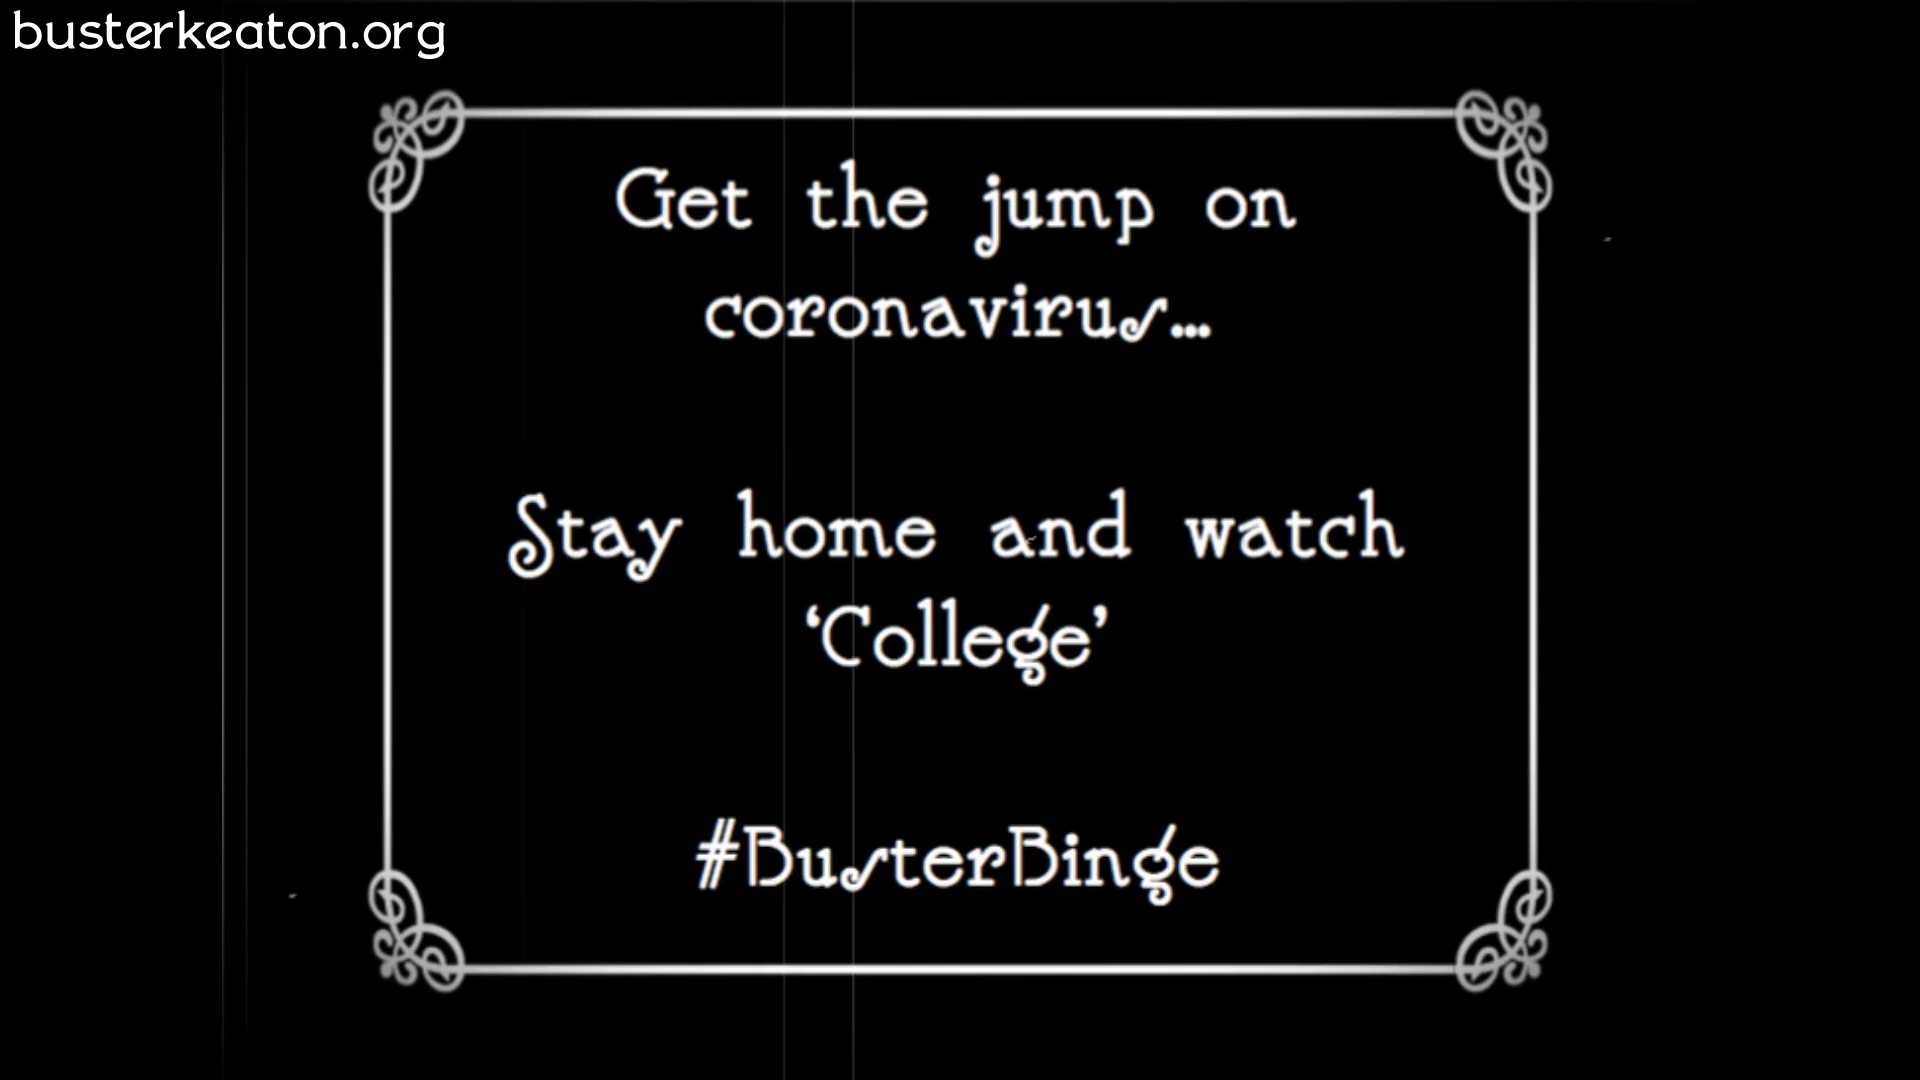 busterkeaton.org
Get the jump on
coronavirus...
Stay home and watch
‘College’
#BusterBinge